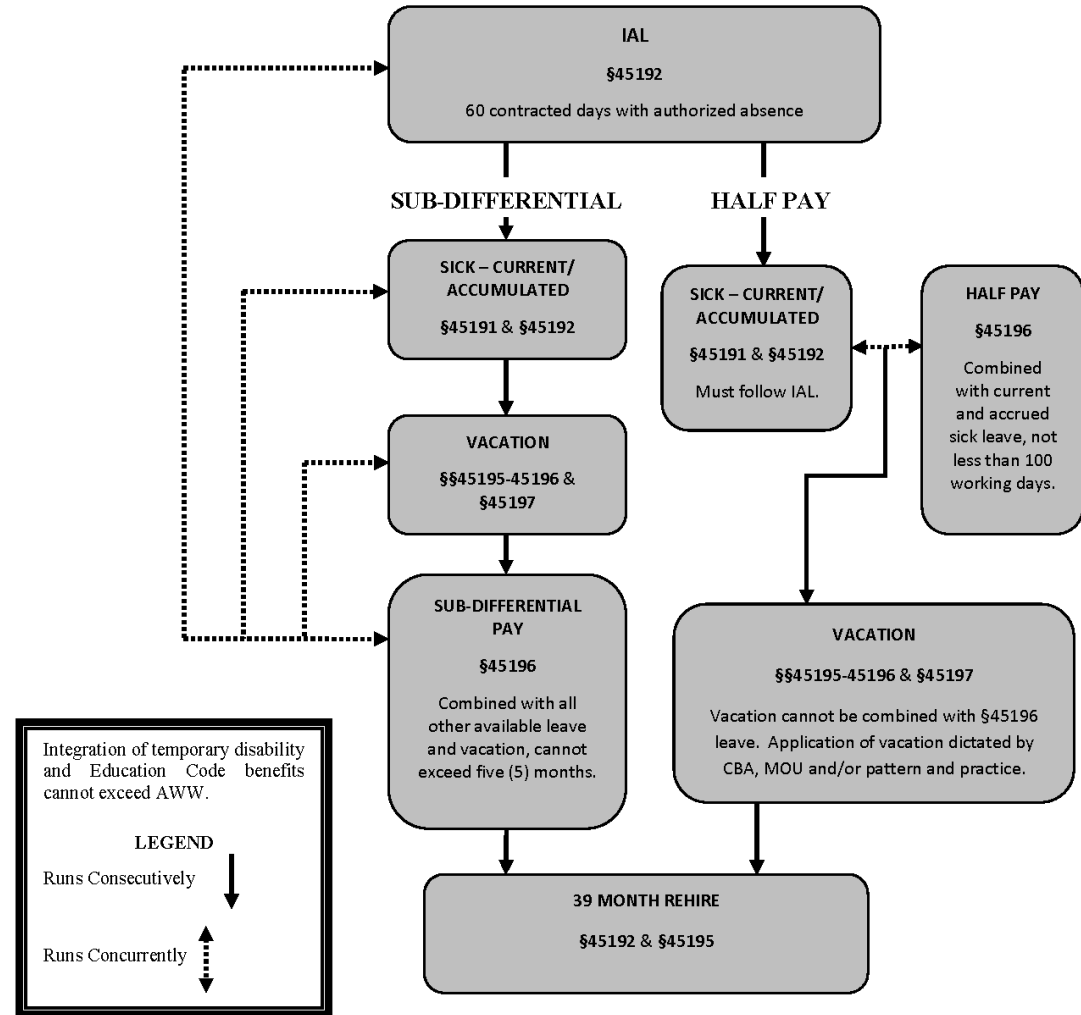 IAL
§45192
60 contracted days with authorized absence
SUB-DIFFERENTIAL
HALF PAY
SICK – CURRENT/
ACCUMULATED
§45191 & §45192
SICK – CURRENT/
ACCUMULATED
§45191 & §45192
Must follow IAL.
HALF PAY
§45196
Combined
with current
and accrued
sick leave, not
less than 100
working days.
VACATION
§§45195-45196 &
§45197
SUB-DIFFERENTIAL
PAY
§45196
Combined with all
other available leave
and vacation, cannot
exceed five (5) months.
VACATION
§§45195-45196 & §45197
Vacation cannot be combined with §45196
leave.  Application of vacation dictated by
CBA, MOU and/or pattern and practice.
39 MONTH REHIRE
§45192 & §45195
Integration of temporary disability
and Education Code benefits
cannot exceed AWW.
LEGEND
Runs Consecutively
Runs Concurrently